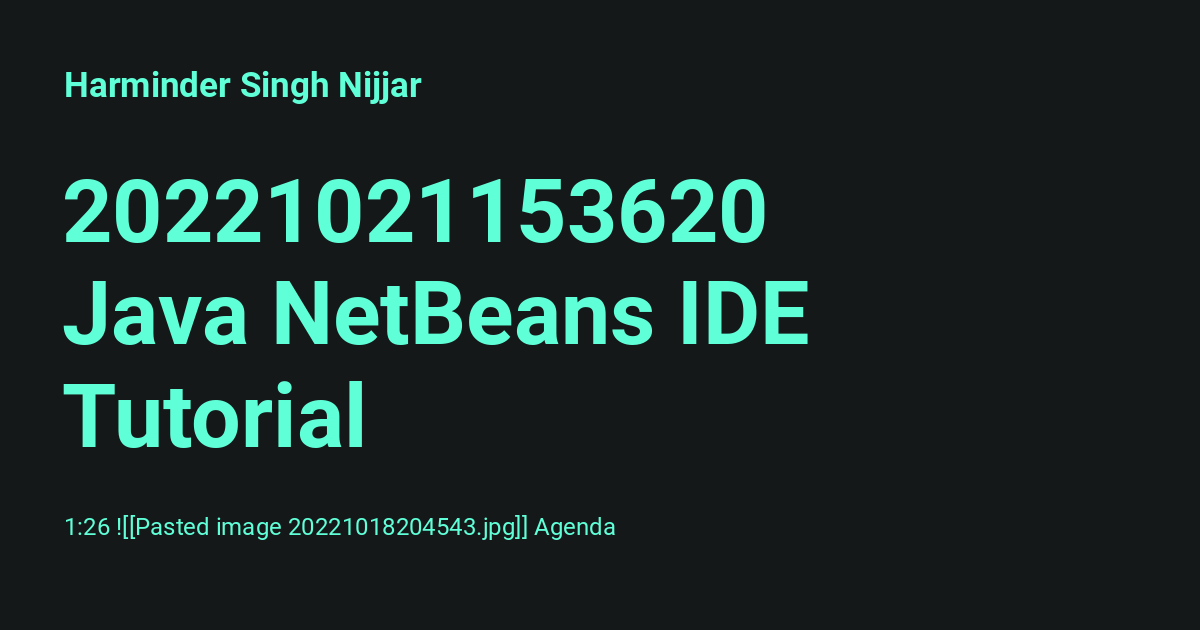 Harminder Singh Nijjar
20221021153620
Java NetBeans IDE
Tutorial
1:26 ![[Pasted image 20221018204543.jpg]] Agenda